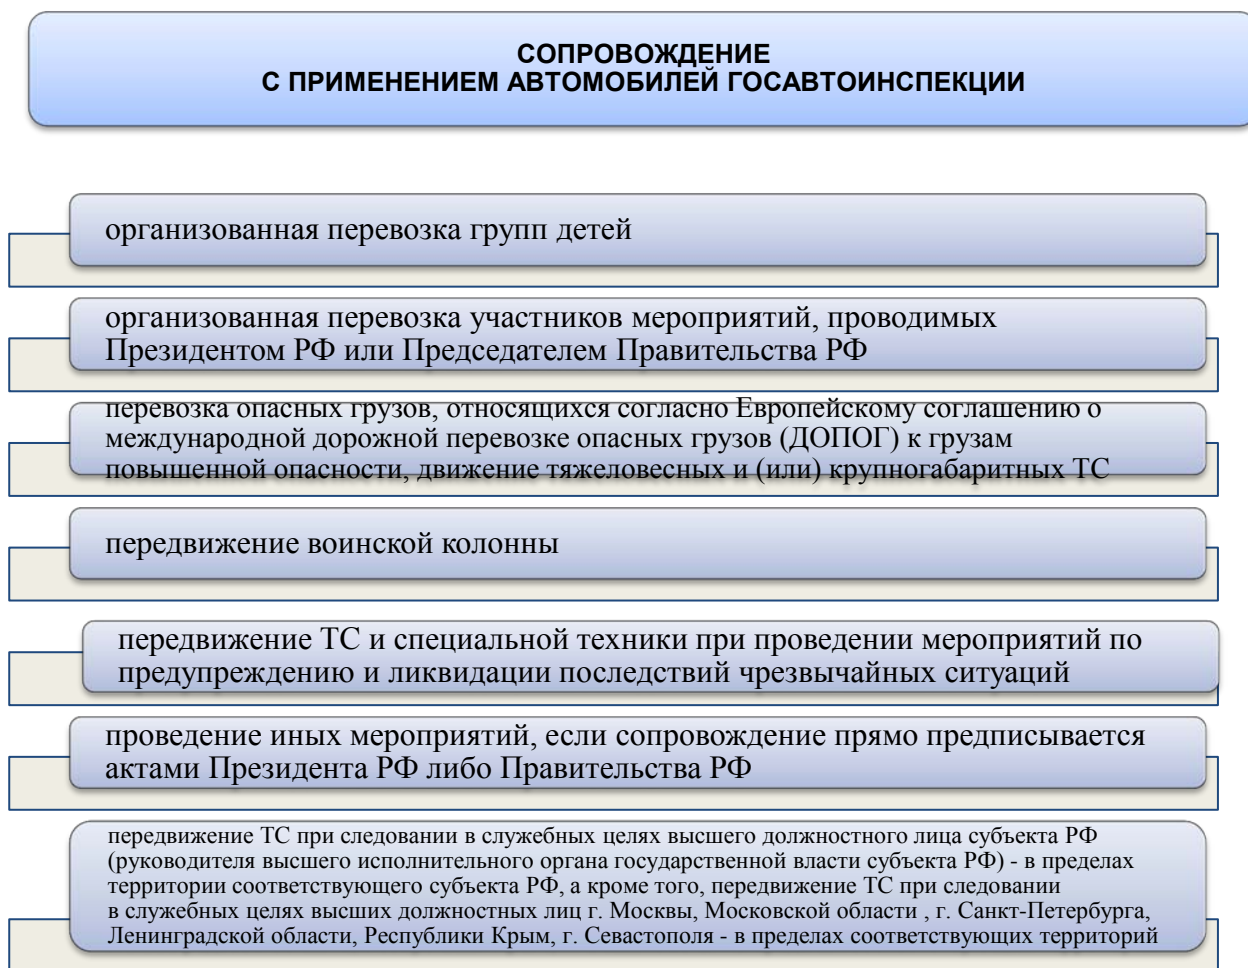 СОПРОВОЖДЕНИЕ
С ПРИМЕНЕНИЕМ АВТОМОБИЛЕЙ ГОСАВТОИНСПЕКЦИИ
организованная перевозка групп детей
организованная перевозка участников мероприятий, проводимых
Президентом РФ или Председателем Правительства РФ
перевозка опасных грузов, относящихся согласно Европейскому соглашению о
международной дорожной перевозке опасных грузов (ДОПОГ) к грузам
повышенной опасности, движение тяжеловесных и (или) крупногабаритных ТС
передвижение воинской колонны
передвижение ТС и специальной техники при проведении мероприятий по
предупреждению и ликвидации последствий чрезвычайных ситуаций
проведение иных мероприятий, если сопровождение прямо предписывается
актами Президента РФ либо Правительства РФ
передвижение ТС при следовании в служебных целях высшего должностного лица субъекта РФ
(руководителя высшего исполнительного органа государственной власти субъекта РФ) - в пределах
территории соответствующего субъекта РФ, а кроме того, передвижение ТС при следовании
в служебных целях высших должностных лиц г. Москвы, Московской области , г. Санкт-Петербурга,
Ленинградской области, Республики Крым, г. Севастополя - в пределах соответствующих территорий